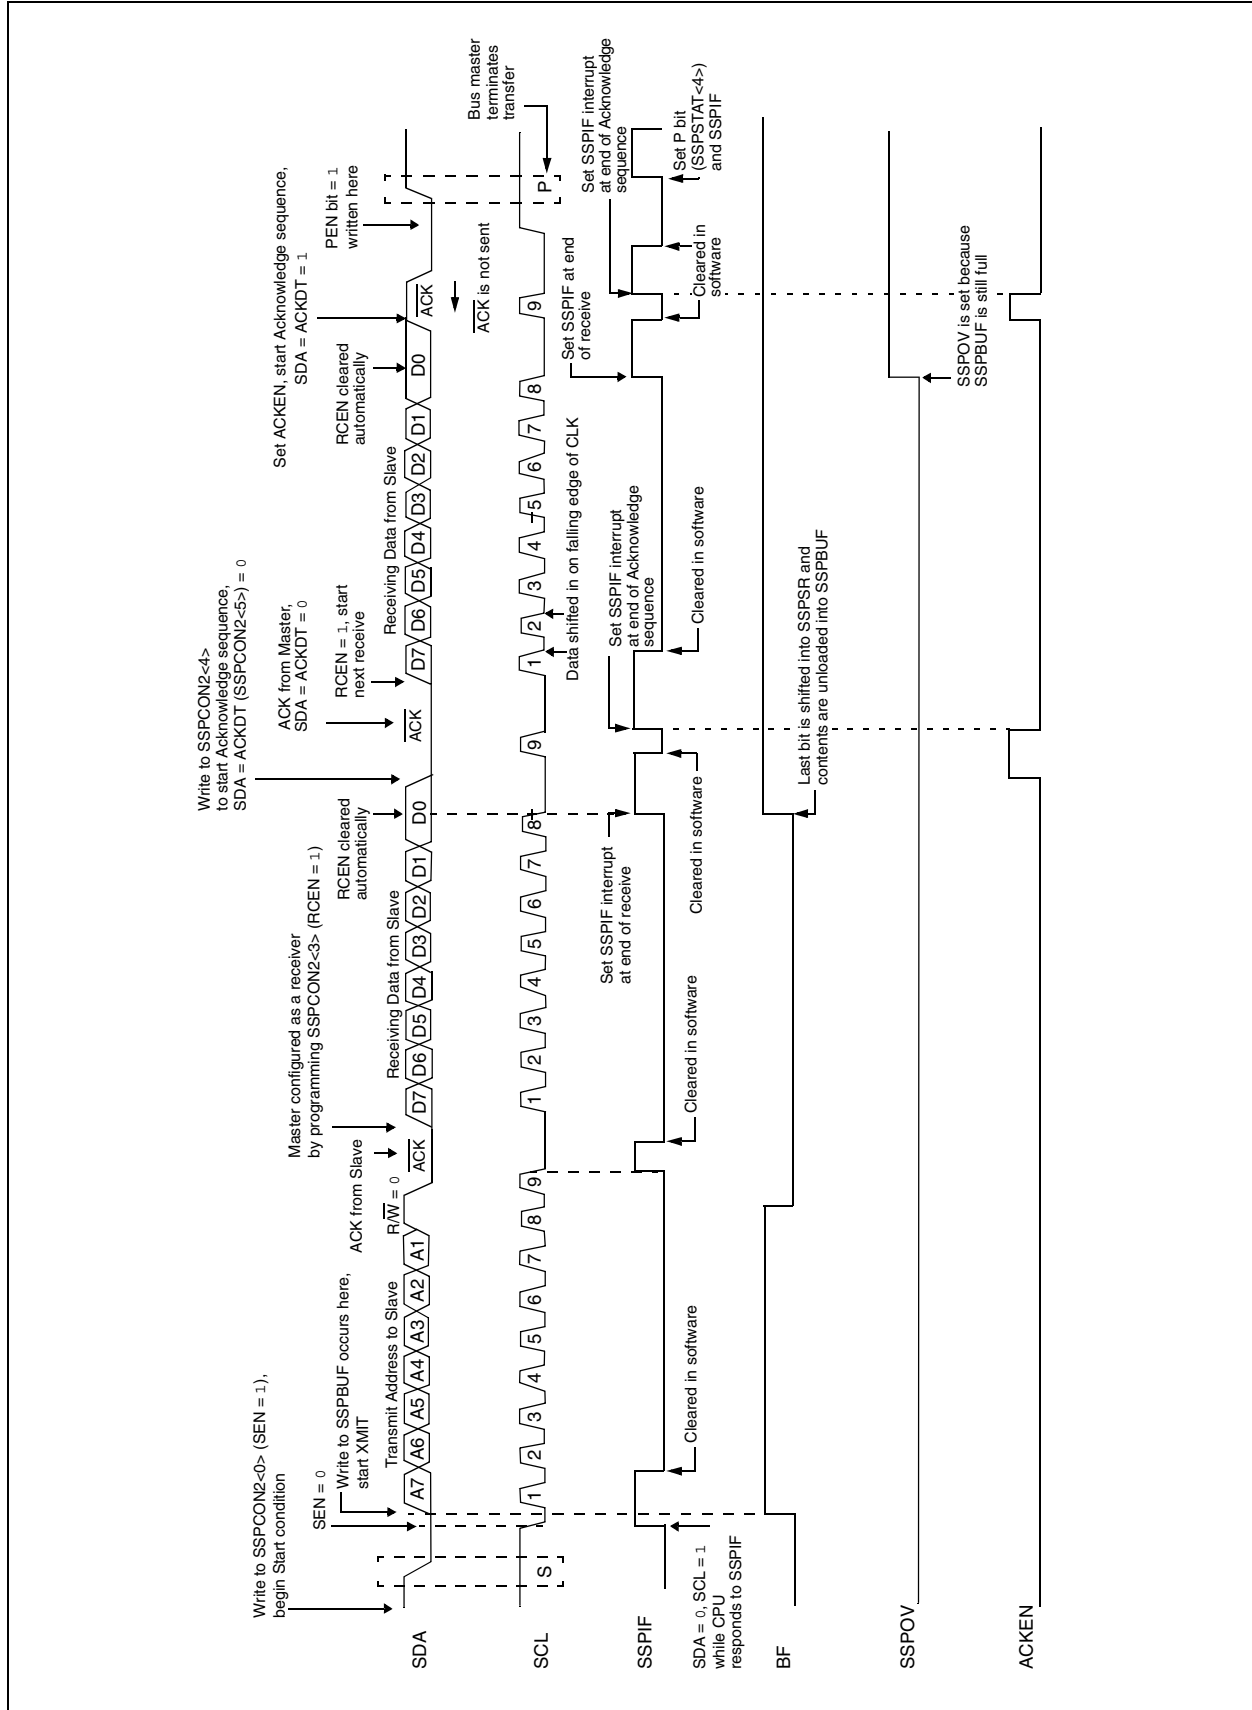 Write to SSPCON2<0> (SEN = 1),
begin Start condition
SEN = 0
Write to SSPBUF occurs here,
start XMIT
Transmit Address to Slave
ACK from Slave
R/W = 0
Master configured as a receiver
by programming SSPCON2<3> (RCEN = 1)
Receiving Data from Slave
RCEN cleared
automatically
Write to SSPCON2<4>
to start Acknowledge sequence,
SDA = ACKDT (SSPCON2<5>) = 0
ACK from Master,
SDA = ACKDT = 0
RCEN = 1, start
next receive
Receiving Data from Slave
RCEN cleared
automatically
Set ACKEN, start Acknowledge sequence,
SDA = ACKDT = 1
PEN bit = 1
written here
SDA
A7 A6 A5 A4 A3 A2 A1 ACK D7 D6 D5 D4 D3 D2 D1 D0 ACK D7 D6 D5 D4 D3 D2 D1 D0 ACK
ACK is not sent
Bus master
terminates
transfer
SCL
S 1 2 3 4 5 6 7 8 9 1 2 3 4 5 6 7 8 9 1 2 3 4 5 6 7 8 9 P
Data shifted in on falling edge of CLK
Set SSPIF interrupt
at end of receive
Set SSPIF interrupt
at end of Acknowledge
sequence
Set SSPIF at end
of receive
Set SSPIF interrupt
at end of Acknowledge
sequence
SSPIF
SDA = 0, SCL = 1
while CPU
responds to SSPIF
Cleared in software
Cleared in software
Cleared in software
Cleared in software
Cleared in
software
Set P bit
(SSPSTAT<4>)
and SSPIF
BF
Last bit is shifted into SSPSR and
contents are unloaded into SSPBUF
SSPOV
SSPOV is set because
SSPBUF is still full
ACKEN